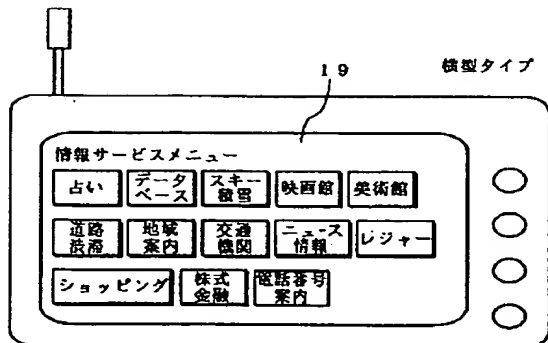 19
横型タイプ
情報サービスメニュー
占い
データ
ベース
スキー
積雪
映画館
美術館
道路
渋滞
地域
案内
交通
機関
ニュース
情報
レジャー
ショッピング
株式
金融
電話番号
案内